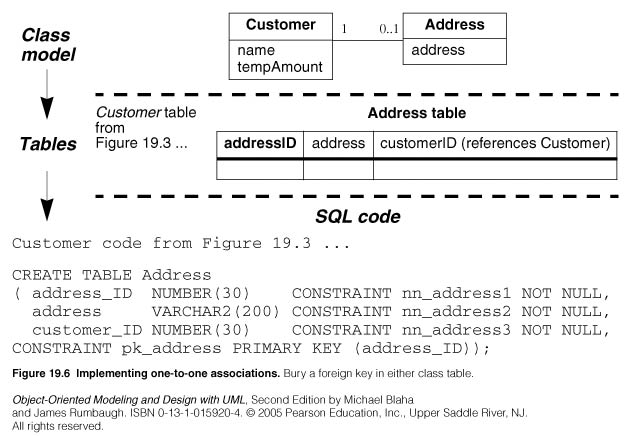 Class
model
Customer
name
tempAmount
1
0..1
Address
address
Tables
Customer table
from
Figure 19.3 ...
Address table
addressID address customerID (references Customer)
SQL code
Customer code from Figure 19.3 ...
CREATE TABLE Address
( address_ID NUMBER(30) CONSTRAINT nn_address1 NOT NULL,
address VARCHAR2(200) CONSTRAINT nn_address2 NOT NULL,
customer_ID NUMBER(30) CONSTRAINT nn_address3 NOT NULL,
CONSTRAINT pk_address PRIMARY KEY (address_ID));
Figure 19.6 Implementing one-to-one associations. Bury a foreign key in either class table.
Object-Oriented Modeling and Design with UML, Second Edition by Michael Blaha
and James Rumbaugh. ISBN 0-13-1-015920-4. © 2005 Pearson Education, Inc., Upper Saddle River, NJ.
All rights reserved.